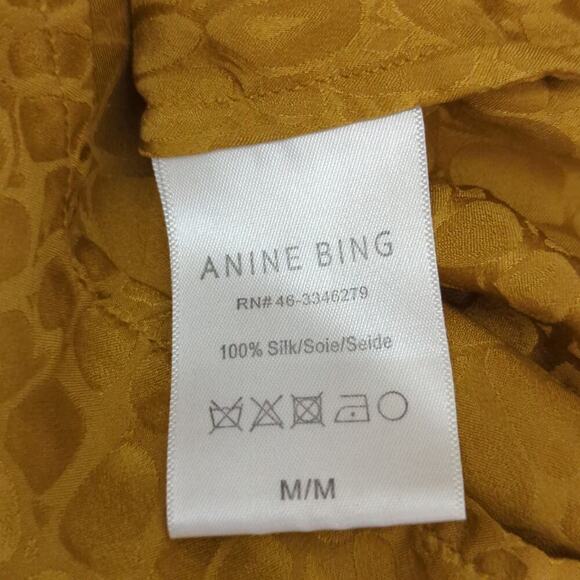 ANINE BING
RN# 46-3346279
100% Silk/Soie/Seide
M/M